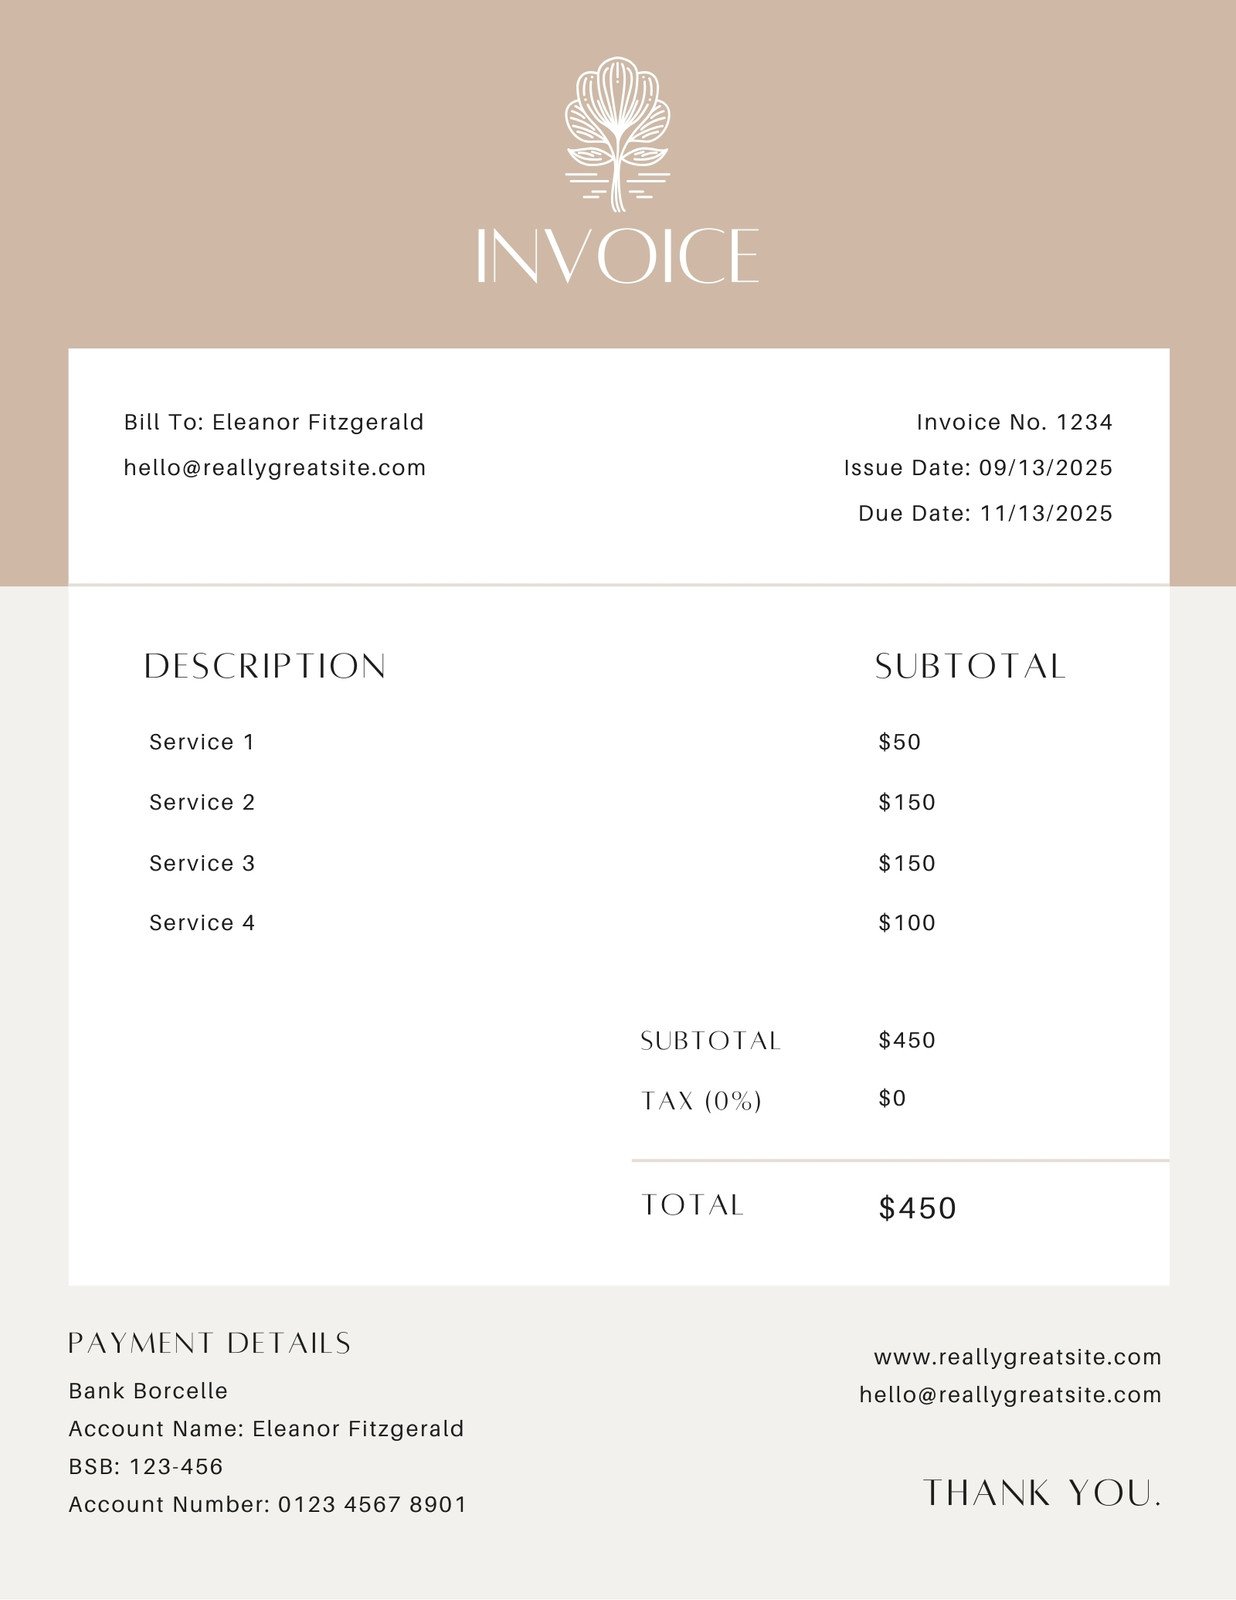 INVOICE
Bill To: Eleanor Fitzgerald
hello@reallygreatsite.com
Invoice No. 1234
Issue Date: 09/13/2025
Due Date: 11/13/2025
DESCRIPTION SUBTOTAL
Service 1 $50
Service 2 $150
Service 3 $150
Service 4 $100
SUBTOTAL $450
TAX (0%) $0
TOTAL $450
PAYMENT DETAILS
Bank Borcelle
Account Name: Eleanor Fitzgerald
BSB: 123-456
Account Number: 0123 4567 8901
www.reallygreatsite.com
hello@reallygreatsite.com
THANK YOU.